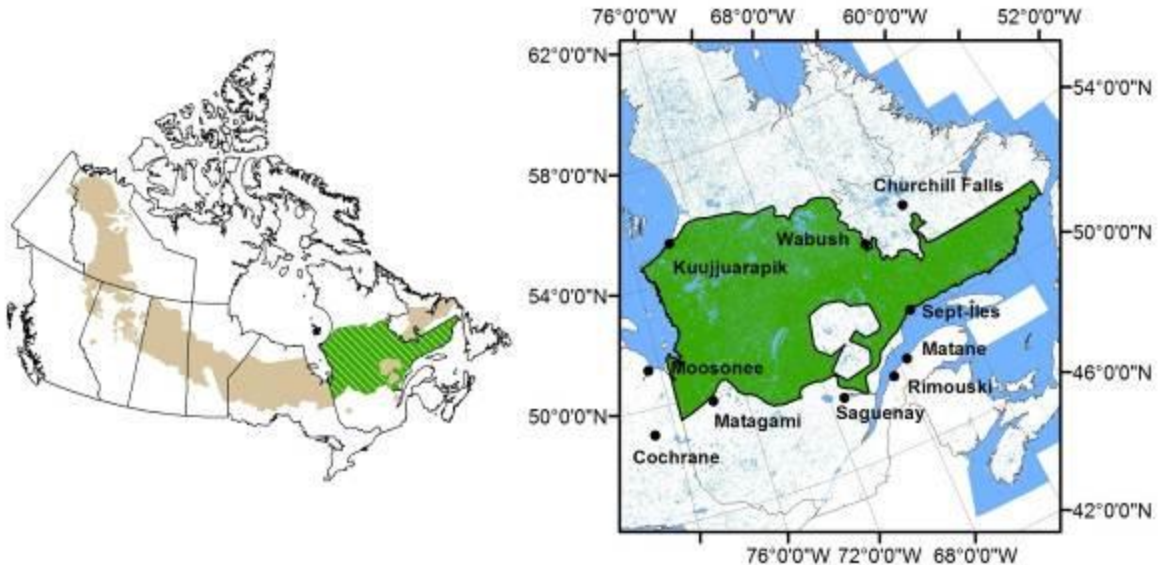 76°0'0"W 68°0'0"W 60°0'0"W 52°0'0"W
62°0'0"N
54°0'0"N
58°0'0"N
Churchill Falls
50°0'0"N
Wabush
Kuujjuarapik
54°0'0"N
Sept-Îles
Matane
46°0'0"N
Moosonee
Rimouski
50°0'0"N
Matagami
Saguenay
Cochrane
42°0'0"N
76°0'0"W 72°0'0"W 68°0'0"W